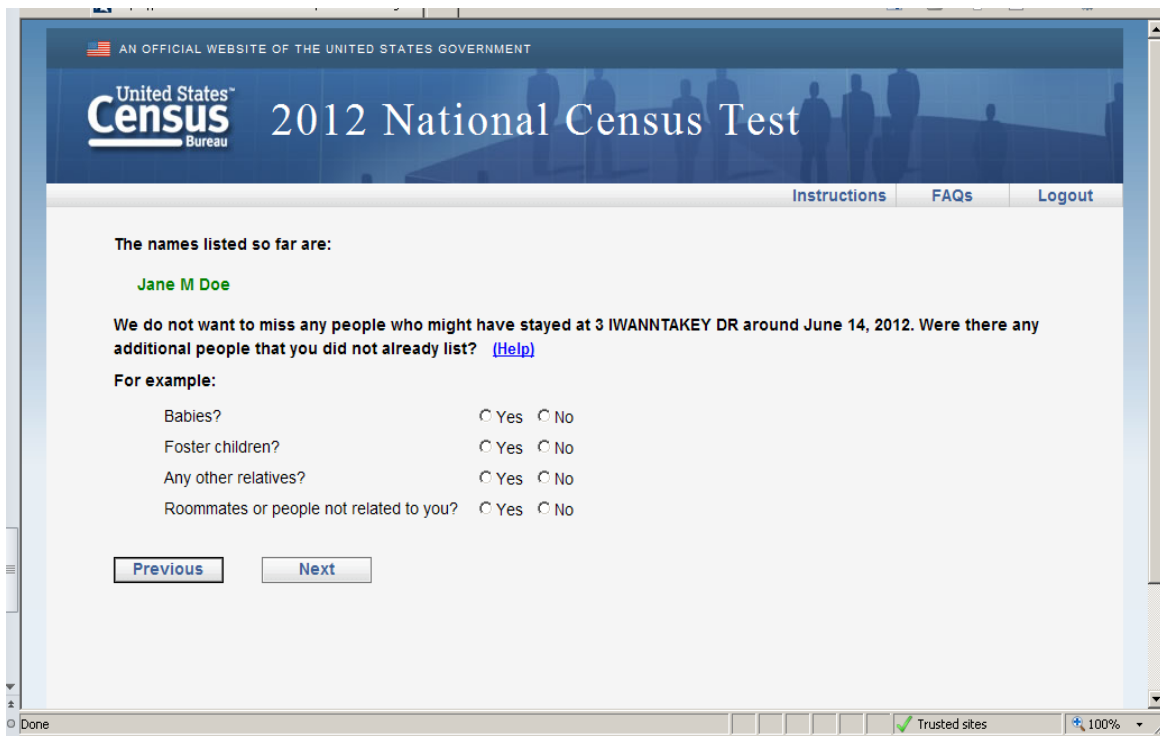 AN OFFICIAL WEBSITE OF THE UNITED STATES GOVERNMENT
United States™
Census
Bureau
2012 National Census Test
Instructions FAQs Logout
The names listed so far are:
Jane M Doe
We do not want to miss any people who might have stayed at 3 IWANNTAKEY DR around June 14, 2012. Were there any
additional people that you did not already list? (Help)
For example:
Babies? Yes No
Foster children? Yes No
Any other relatives? Yes No
Roommates or people not related to you? Yes No
Previous Next
Done Trusted sites 100%